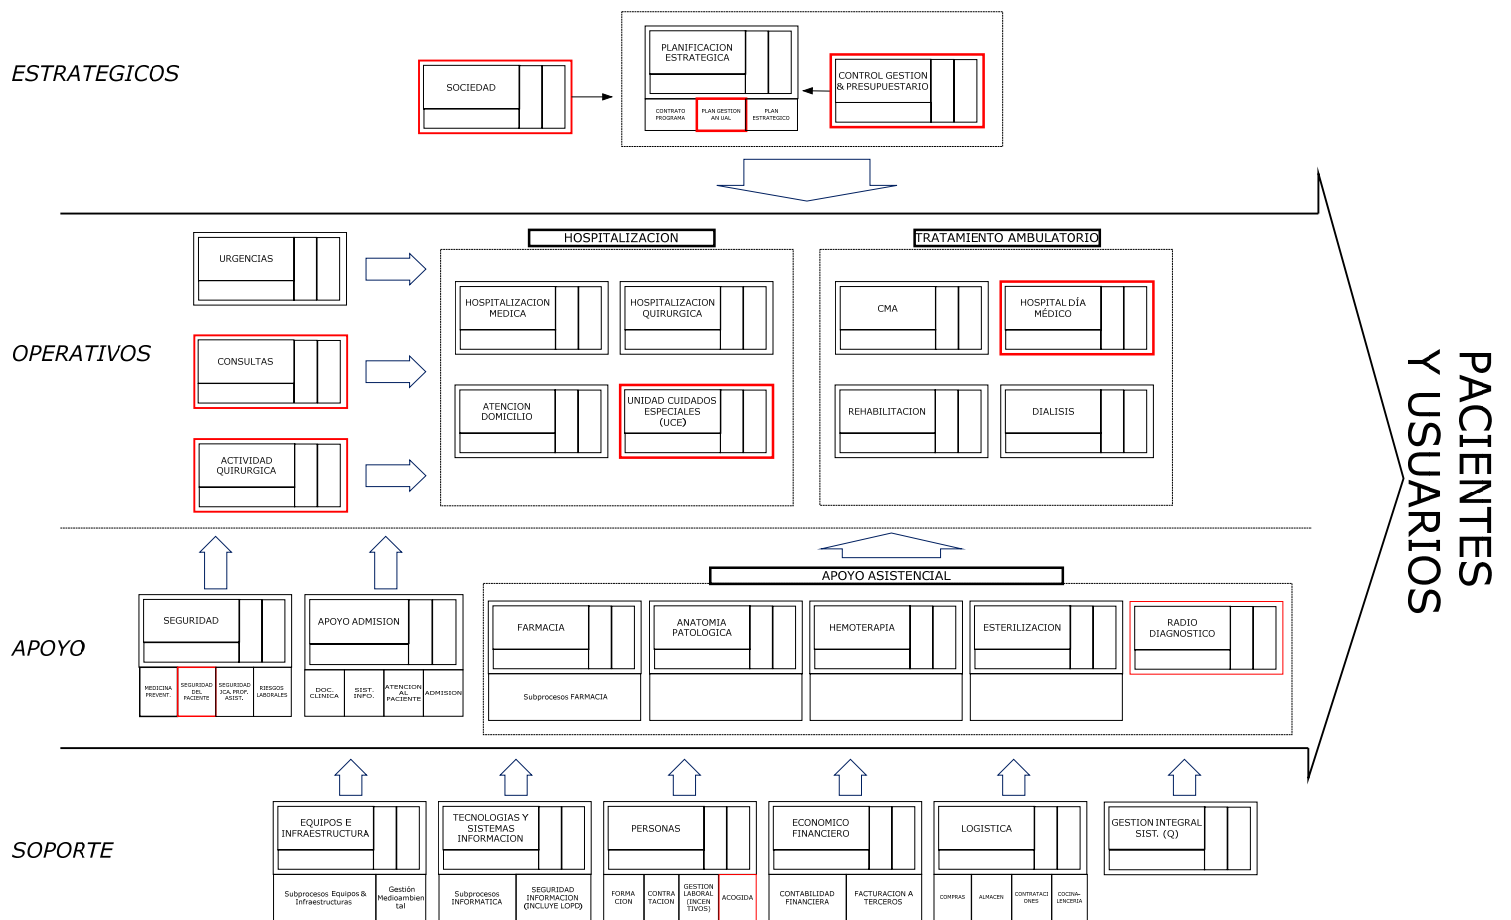 ESTRATEGICOS
SOCIEDAD
PLANIFICACION
ESTRATEGICA
CONTRATO
PROGRAMA
PLAN GESTION
AN UAL
PLAN
ESTRATEGICO
CONTROL GESTION
& PRESUPUESTARIO
OPERATIVOS
URGENCIAS
CONSULTAS
ACTIVIDAD
QUIRURGICA
HOSPITALIZACION
HOSPITALIZACION
MEDICA
HOSPITALIZACION
QUIRURGICA
ATENCION
DOMICILIO
UNIDAD CUIDADOS
ESPECIALES
(UCE)
TRATAMIENTO AMBULATORIO
CMA
HOSPITAL DÍA
MÉDICO
REHABILITACION
DIALISIS
PACIENTES
Y USUARIOS
APOYO
SEGURIDAD
MEDICINA
PREVENT.
SEGURIDAD
DEL
PACIENTE
SEGURIDAD
JCA. PROF.
ASIST.
RIESGOS
LABORALES
APOYO ADMISION
DOC.
CLINICA
SIST.
INFO.
ATENCION
AL
PACIENTE
ADMISION
APOYO ASISTENCIAL
FARMACIA
Subprocesos FARMACIA
ANATOMIA
PATOLOGICA
HEMOTERAPIA
ESTERILIZACION
RADIO
DIAGNOSTICO
SOPORTE
EQUIPOS E
INFRAESTRUCTURA
Subprocesos Equipos &
Infraestructuras
Gestión
Medioambien
tal
TECNOLOGIAS Y
SISTEMAS
INFORMACION
Subprocesos
INFORMATICA
SEGURIDAD
INFORMACION
(INCLUYE LOPD)
PERSONAS
FORMA
CION
CONTRA
TACION
GESTION
LABORAL
(INCEN
TIVOS)
ACOGIDA
ECONOMICO
FINANCIERO
CONTABILIDAD
FINANCIERA
FACTURACION A
TERCEROS
LOGISTICA
COMPRAS
ALMACEN
CONTRATACI
ONES
COCINA-
LENCERIA
GESTION INTEGRAL
SIST. (Q)